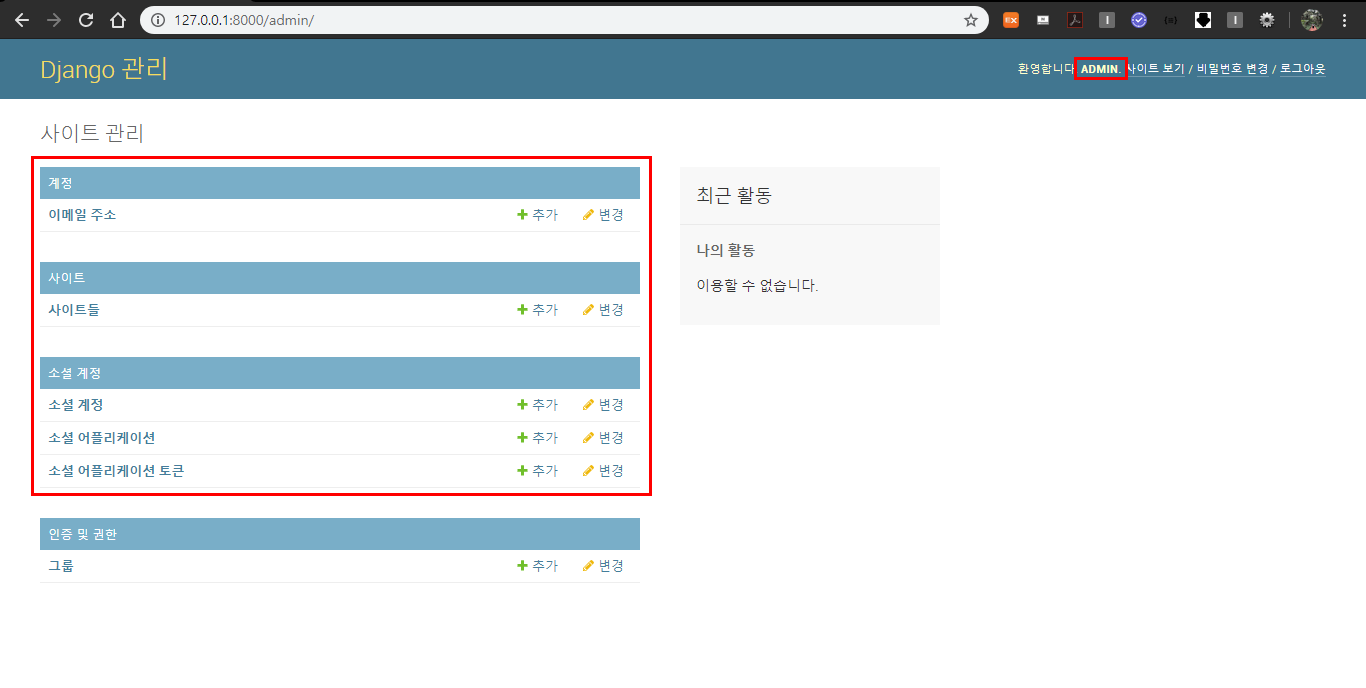 127.0.0.1:8000/admin/
Django 관리
환영합니다 ADMIN. 사이트 보기 / 비밀번호 변경 / 로그아웃
사이트 관리
계정
이메일 주소 추가 변경
사이트
사이트들 추가 변경
소셜 계정
소셜 계정 추가 변경
소셜 어플리케이션 추가 변경
소셜 어플리케이션 토큰 추가 변경
인증 및 권한
그룹 추가 변경
최근 활동
나의 활동
이용할 수 없습니다.